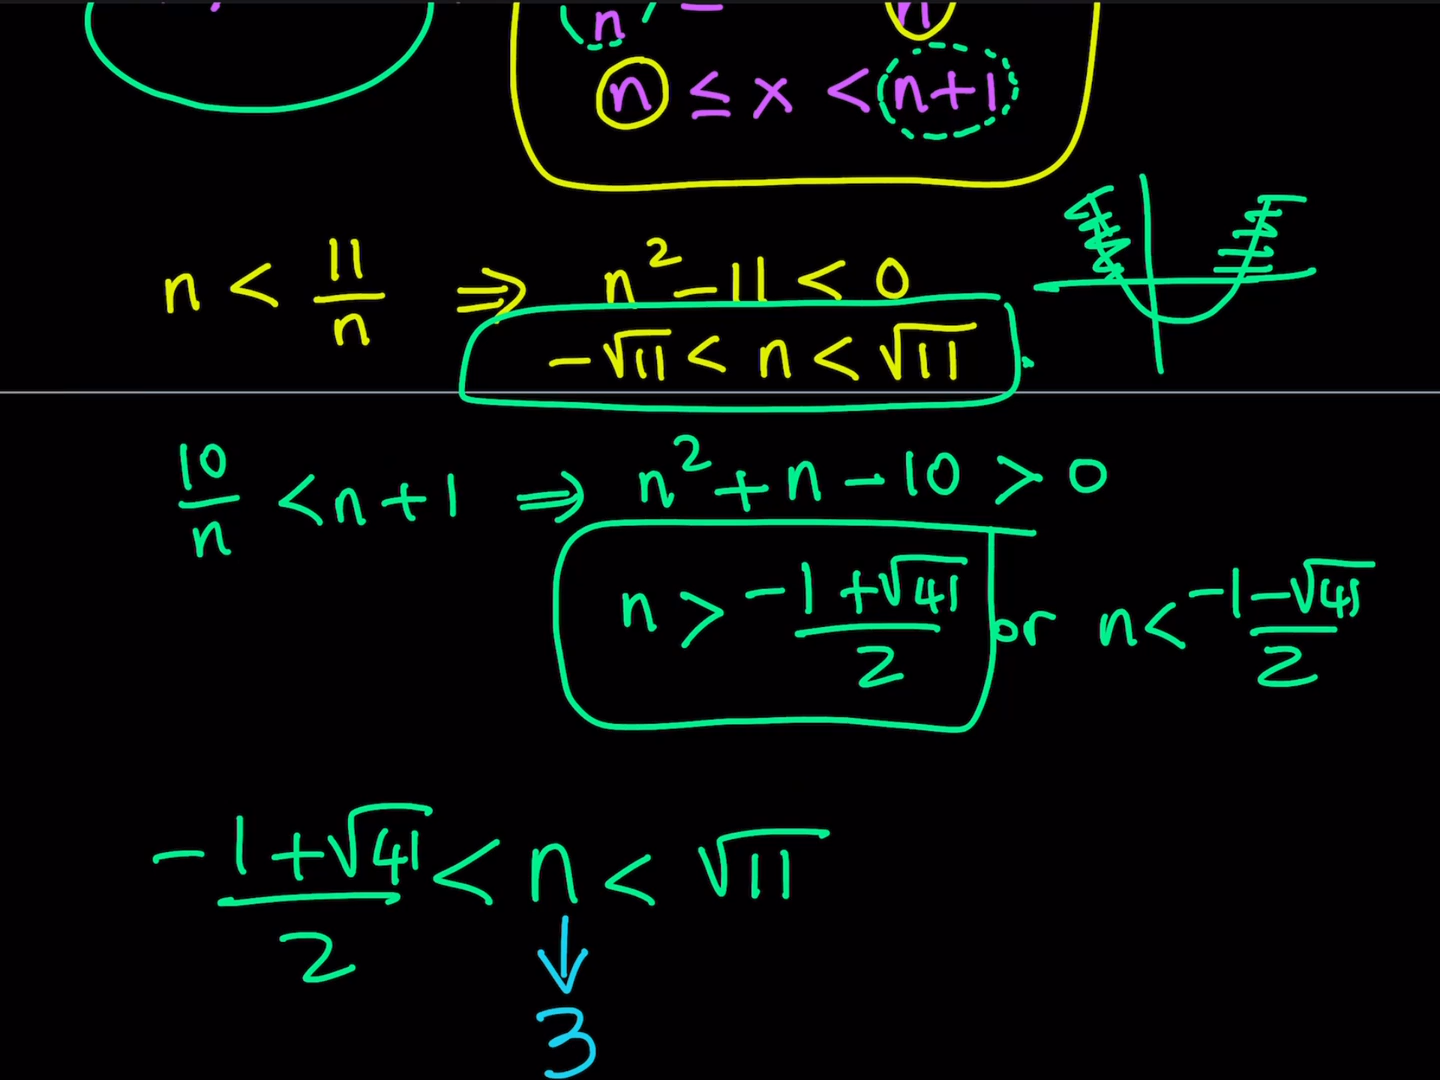 n ≤ x < n+1
n < 11/n ⇒ n² - 11 < 0
-√11 < n < √11
10/n < n+1 ⇒ n² + n - 10 > 0
n > (-1+√41)/2 or n < (-1-√41)/2
(-1+√41)/2 < n < √11
3